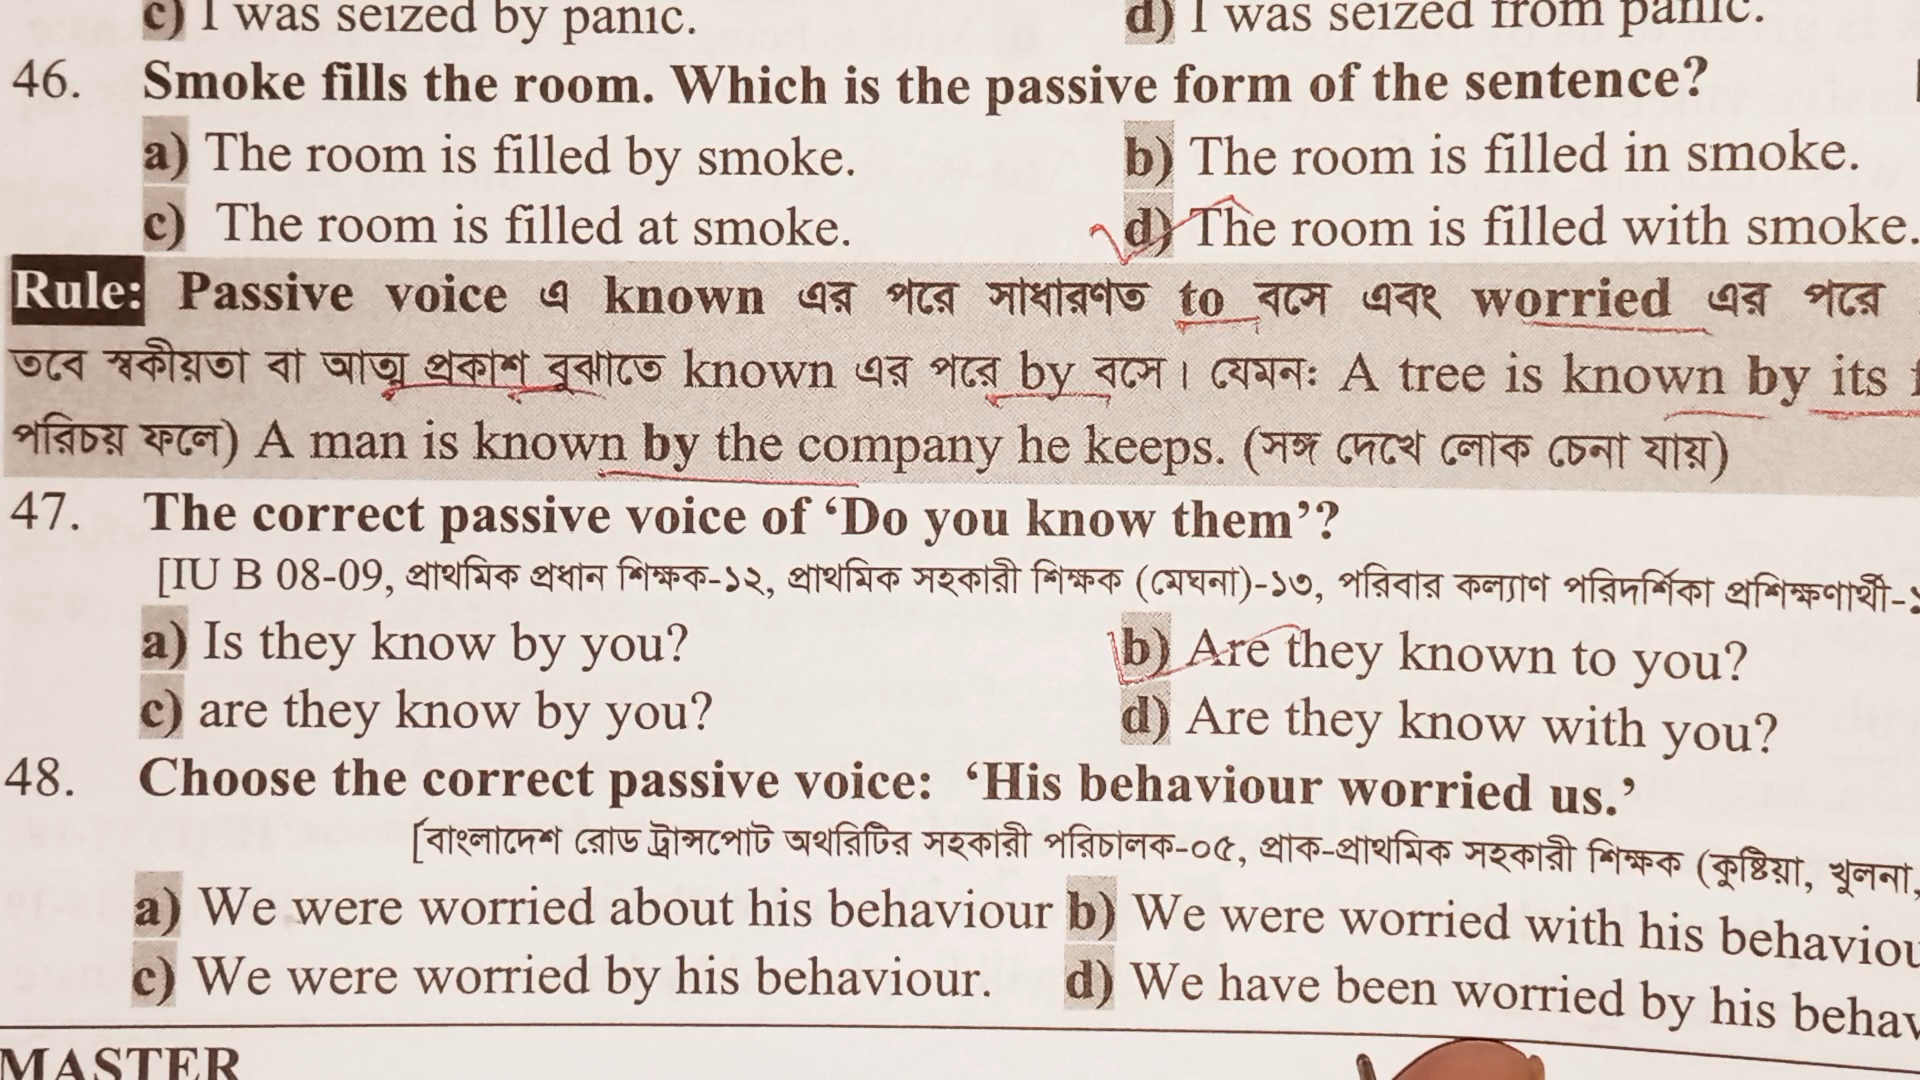 c) I was seized by panic. d) I was seized from panic.
46. Smoke fills the room. Which is the passive form of the sentence?
a) The room is filled by smoke. b) The room is filled in smoke.
c) The room is filled at smoke. d) The room is filled with smoke.
Rule: Passive voice এ known এর পরে সাধারণত to বসে এবং worried এর পরে
তবে স্বকীয়তা বা আত্ম প্রকাশ বুঝাতে known এর পরে by বসে। যেমনঃ A tree is known by its
পরিচয় ফলে) A man is known by the company he keeps. (সঙ্গ দেখে লোক চেনা যায়)
47. The correct passive voice of ‘Do you know them’?
[IU B 08-09, প্রাথমিক প্রধান শিক্ষক-১২, প্রাথমিক সহকারী শিক্ষক (মেঘনা)-১৩, পরিবার কল্যাণ পরিদর্শিকা প্রশিক্ষণার্থী-
a) Is they know by you? b) Are they known to you?
c) are they know by you? d) Are they know with you?
48. Choose the correct passive voice: ‘His behaviour worried us.’
[বাংলাদেশ রোড ট্রান্সপোর্ট অথরিটির সহকারী পরিচালক-০৫, প্রাক-প্রাথমিক সহকারী শিক্ষক (কুষ্টিয়া, খুলনা,
a) We were worried about his behaviour b) We were worried with his behaviou
c) We were worried by his behaviour. d) We have been worried by his behav
MASTER